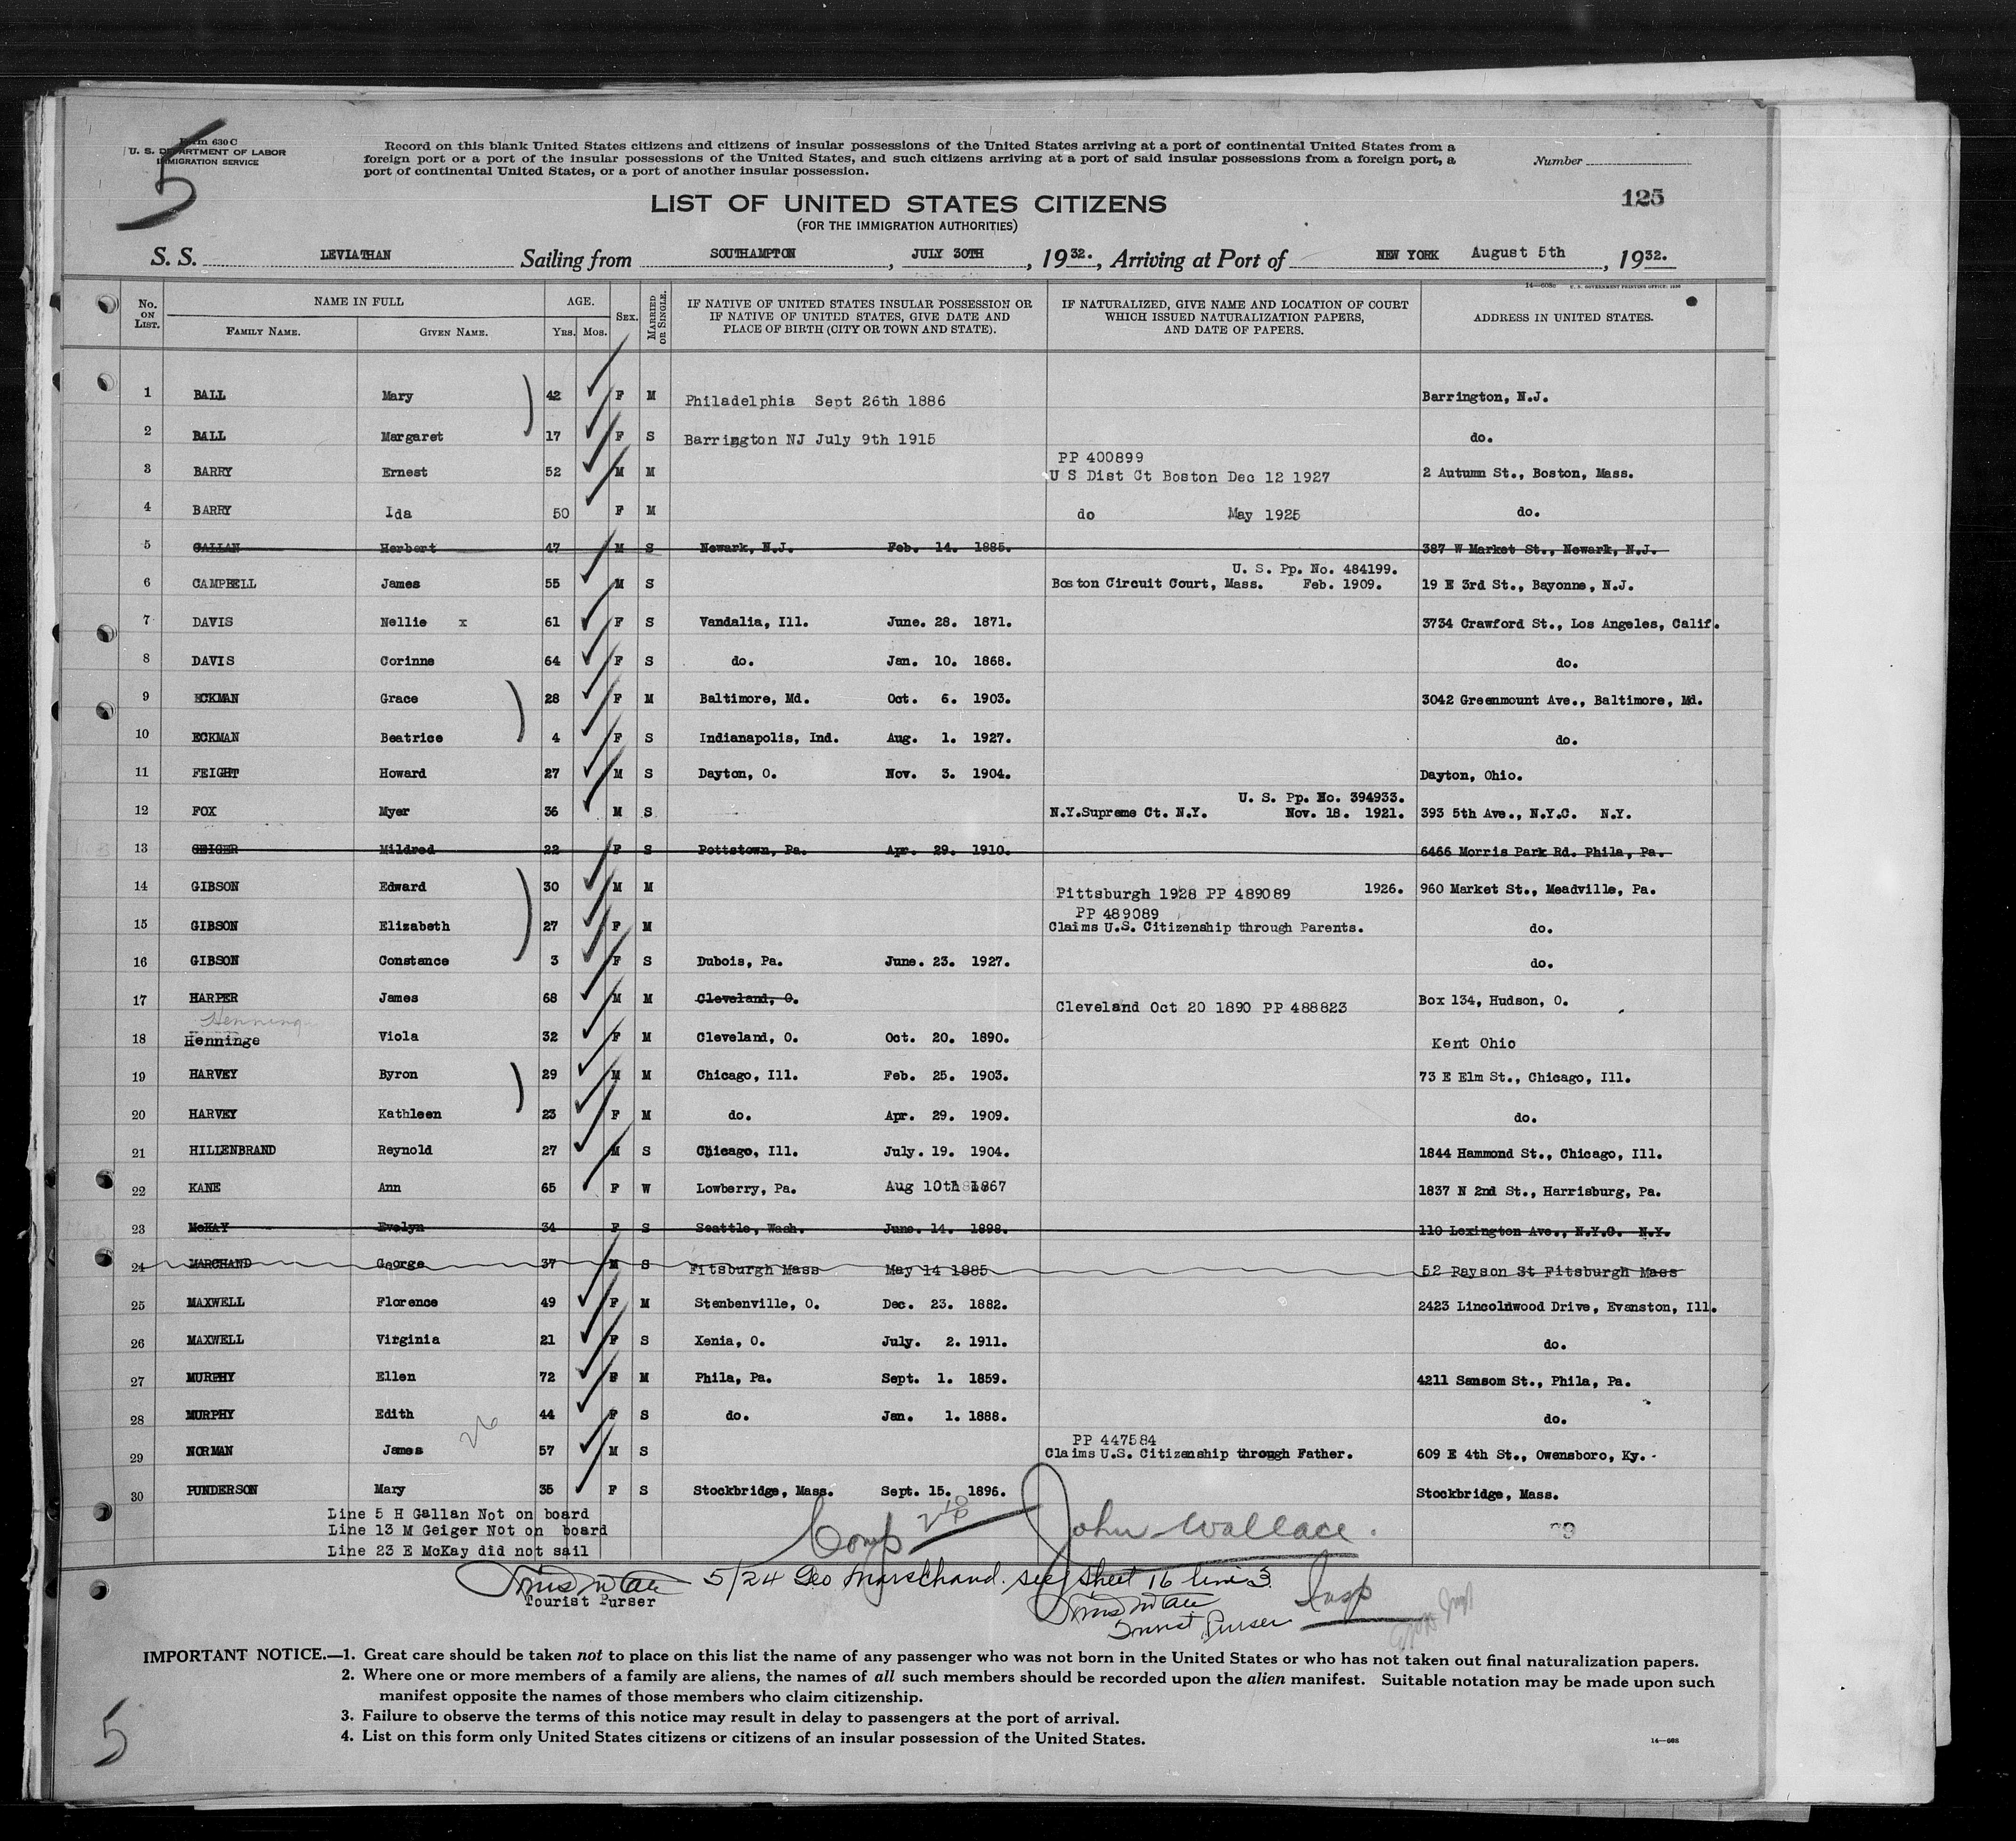 5
Form 630 C
U. S. DEPARTMENT OF LABOR
IMMIGRATION SERVICE
Record on this blank United States citizens and citizens of insular possessions of the United States arriving at a port of continental United States from a
foreign port or a port of the insular possessions of the United States, and such citizens arriving at a port of said insular possessions from a foreign port, a
port of continental United States, or a port of another insular possession.
Number
125
LIST OF UNITED STATES CITIZENS
(FOR THE IMMIGRATION AUTHORITIES)
S. S. LEVIATHAN Sailing from SOUTHAMPTON, JULY 30TH, 1932., Arriving at Port of NEW YORK August 5th, 1932.
14—608c U. S. GOVERNMENT PRINTING OFFICE:
No. ON LIST. NAME IN FULL FAMILY NAME. GIVEN NAME. AGE. Yrs. Mos. SEX. MARRIED OR SINGLE. IF NATIVE OF UNITED STATES INSULAR POSSESSION OR IF NATIVE OF UNITED STATES, GIVE DATE AND PLACE OF BIRTH (CITY OR TOWN AND STATE). IF NATURALIZED, GIVE NAME AND LOCATION OF COURT WHICH ISSUED NATURALIZATION PAPERS, AND DATE OF PAPERS. ADDRESS IN UNITED STATES.
1 BALL Mary 42 F M Philadelphia Sept 26th 1886 Barrington, N.J.
2 BALL Margaret 17 F S Barrington NJ July 9th 1915 do.
PP 400899
3 BARRY Ernest 52 M M U S Dist Ct Boston Dec 12 1927 2 Autumn St., Boston, Mass.
4 BARRY Ida 50 F M do May 1925 do.
5 GALLAN Herbert 47 M S Newark, N.J. Feb. 14. 1885. 387 W Market St., Newark, N.J.
U. S. Pp. No. 484199.
6 CAMPBELL James 55 M S Boston Circuit Court, Mass. Feb. 1909. 19 E 3rd St., Bayonne, N.J.
7 DAVIS Nellie x 61 F S Vandalia, Ill. June. 28. 1871. 3734 Crawford St., Los Angeles, Calif.
8 DAVIS Corinne 64 F S do. Jan. 10. 1868. do.
9 ECKMAN Grace 28 F M Baltimore, Md. Oct. 6. 1903. 3042 Greenmount Ave., Baltimore, Md.
10 ECKMAN Beatrice 4 F S Indianapolis, Ind. Aug. 1. 1927. do.
11 FEIGHT Howard 27 M S Dayton, O. Nov. 3. 1904. Dayton, Ohio.
U. S. Pp. No. 394933.
12 FOX Myer 36 M S N.Y.Supreme Ct. N.Y. Nov. 18. 1921. 393 5th Ave., N.Y.C. N.Y.
13 GEIGER Mildred 22 F S Pottstown, Pa. Apr. 29. 1910. 6466 Morris Park Rd. Phila, Pa.
14 GIBSON Edward 30 M M Pittsburgh 1928 PP 489089 1926. 960 Market St., Meadville, Pa.
PP 489089
15 GIBSON Elizabeth 27 F M Claims U.S. Citizenship through Parents. do.
16 GIBSON Constance 3 F S Dubois, Pa. June. 23. 1927. do.
17 HARPER James 68 M M Cleveland, O. Cleveland Oct 20 1890 PP 488823 Box 134, Hudson, O.
Henning
18 Henninge Viola 32 F M Cleveland, O. Oct. 20. 1890. Kent Ohio
19 HARVEY Byron 29 M M Chicago, Ill. Feb. 25. 1903. 73 E Elm St., Chicago, Ill.
20 HARVEY Kathleen 23 F M do. Apr. 29. 1909. do.
21 HILLENBRAND Reynold 27 M S Chicago, Ill. July. 19. 1904. 1844 Hammond St., Chicago, Ill.
22 KANE Ann 65 F W Lowberry, Pa. Aug 10th 1867 1837 N 2nd St., Harrisburg, Pa.
23 McKAY Evelyn 34 F S Seattle, Wash. June. 14. 1898. 110 Lexington Ave., N.Y.C. N.Y.
24 MARCHAND George 37 M S Fitsburgh Mass May 14 1885 52 Payson St Fitsburgh Mass
25 MAXWELL Florence 49 F M Stenbenville, O. Dec. 23. 1882. 2423 Lincolnwood Drive, Evanston, Ill.
26 MAXWELL Virginia 21 F S Xenia, O. July. 2. 1911. do.
27 MURPHY Ellen 72 F M Phila, Pa. Sept. 1. 1859. 4211 Sansom St., Phila, Pa.
28 MURPHY Edith 44 F S do. Jan. 1. 1888. do.
PP 447584
29 NORMAN James 57 M S Claims U.S. Citizenship through Father. 609 E 4th St., Owensboro, Ky.
30 PUNDERSON Mary 35 F S Stockbridge, Mass. Sept. 15. 1896. Stockbridge, Mass.
26
Line 5 H Gallan Not on board
Line 13 M Geiger Not on board
Line 23 E McKay did not sail
Comp John Wallace.
5/24 Geo Marschand. see sheet 16 line 3
Tourist Purser
Tourist Purser Insp
IMPORTANT NOTICE.—1. Great care should be taken not to place on this list the name of any passenger who was not born in the United States or who has not taken out final naturalization papers.
2. Where one or more members of a family are aliens, the names of all such members should be recorded upon the alien manifest. Suitable notation may be made upon such
manifest opposite the names of those members who claim citizenship.
3. Failure to observe the terms of this notice may result in delay to passengers at the port of arrival.
4. List on this form only United States citizens or citizens of an insular possession of the United States.
14—608
5